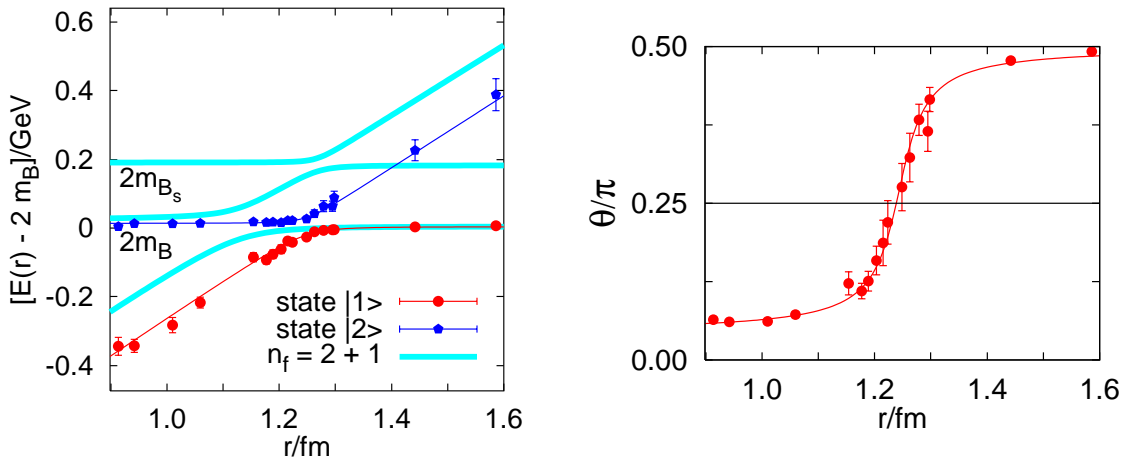 [E(r) - 2 m_B]/GeV
0.6
0.4
0.2
0
-0.2
-0.4
2m_{B_s}
2m_B
state |1>
state |2>
n_f = 2 + 1
1.0
1.2
1.4
1.6
r/fm
θ/π
0.50
0.25
0.00
1.0
1.2
1.4
1.6
r/fm